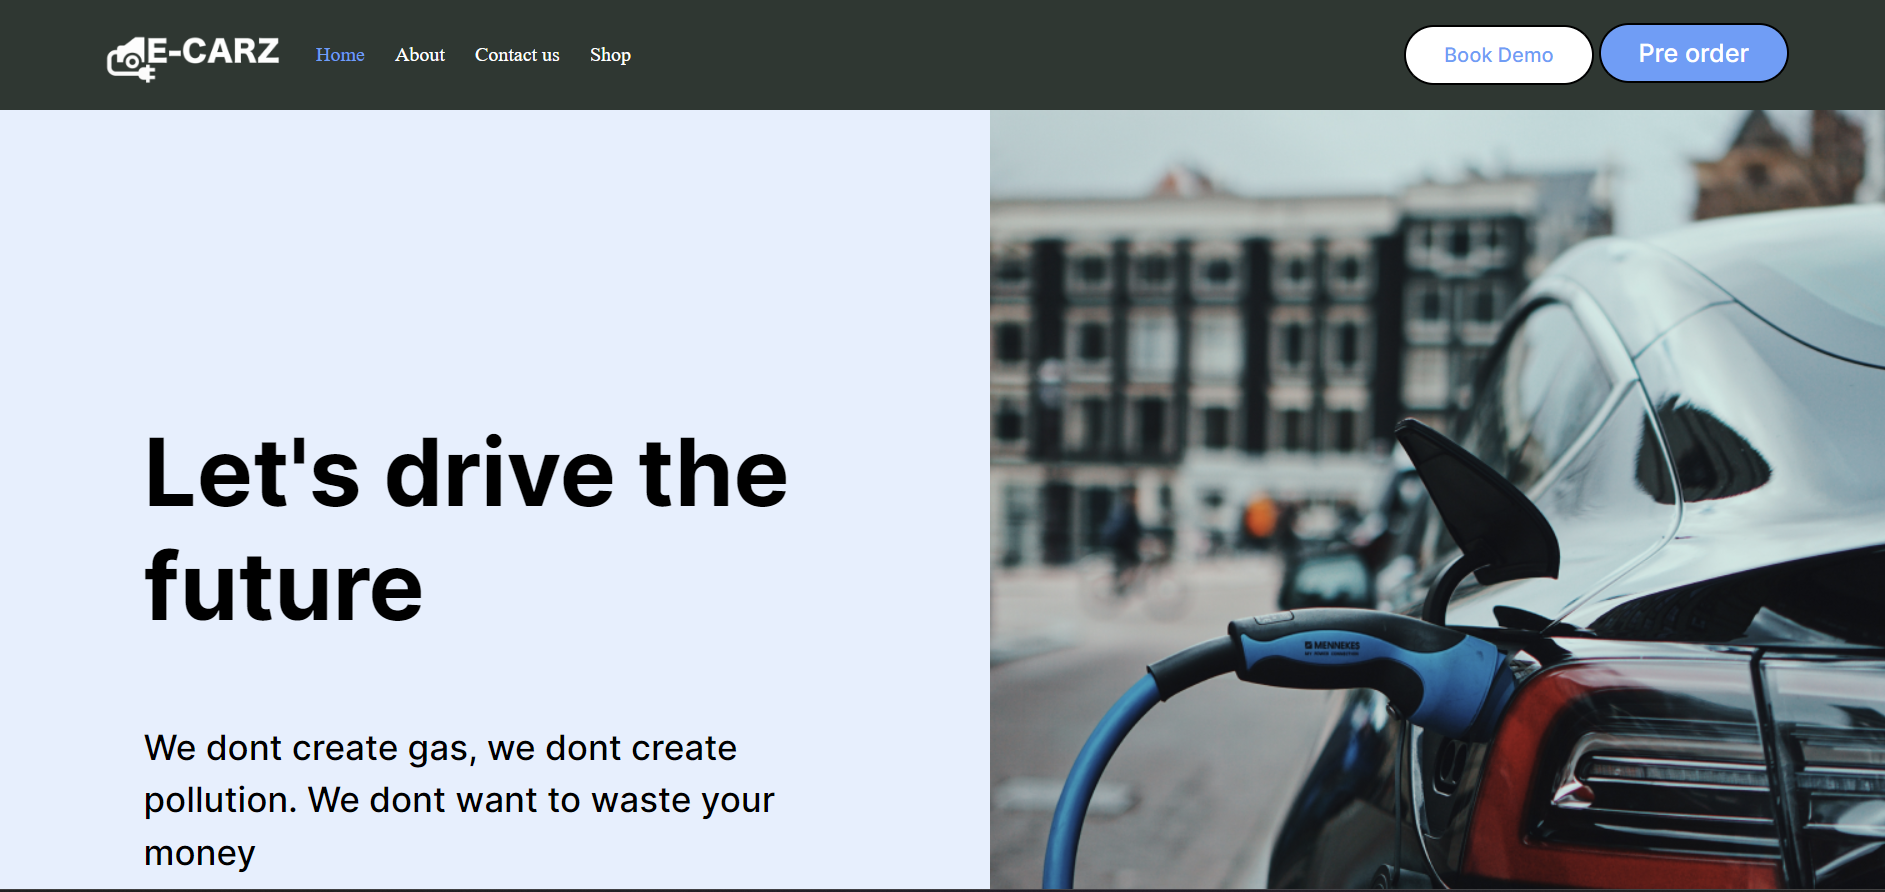 E-CARZ
Home About Contact us Shop
Book Demo Pre order
Let's drive the
future
We dont create gas, we dont create
pollution. We dont want to waste your
money
MENNEKES